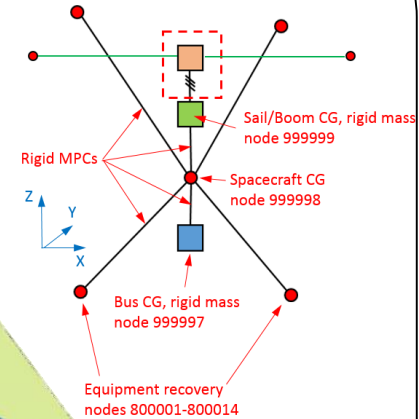 Sail/Boom CG, rigid mass
node 999999
Rigid MPCs
Spacecraft CG
node 999998
Z
Y
X
Bus CG, rigid mass
node 999997
Equipment recovery
nodes 800001-800014